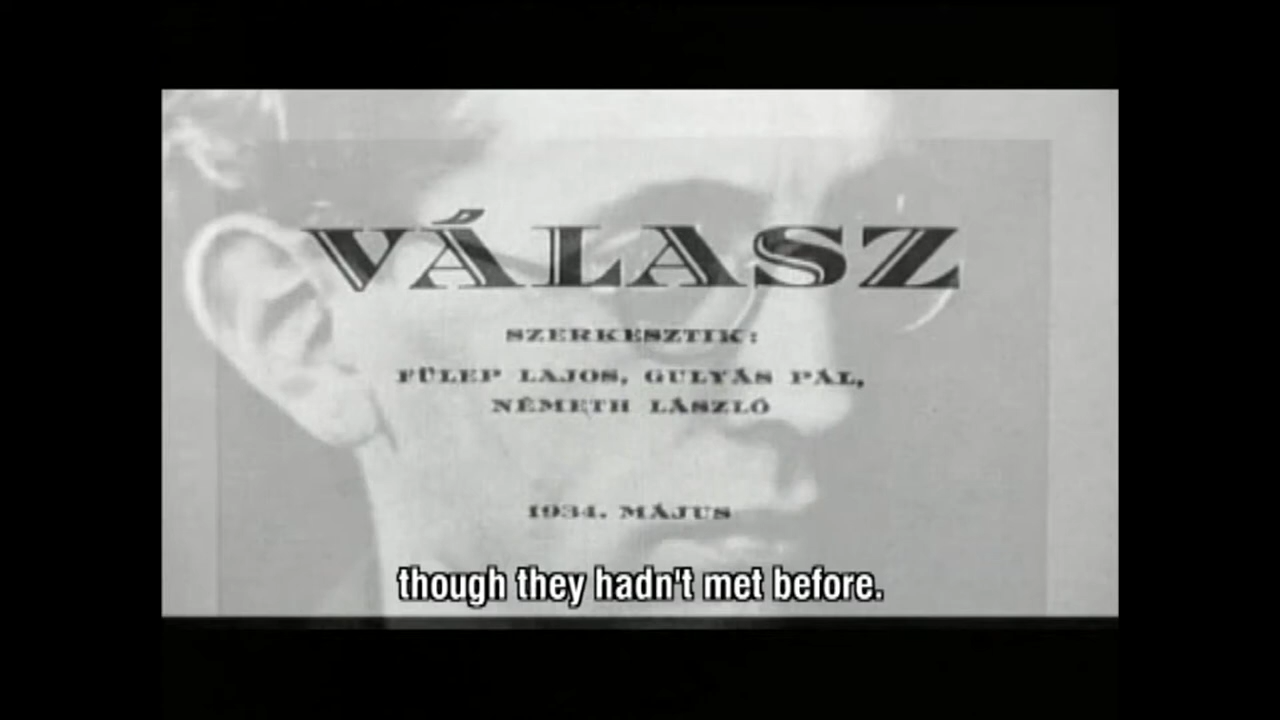 VÁLASZ
SZERKESZTIK:
FÜLEP LAJOS, GULYÁS PÁL,
NÉMETH LÁSZLÓ
1934. MÁJUS
though they hadn't met before.